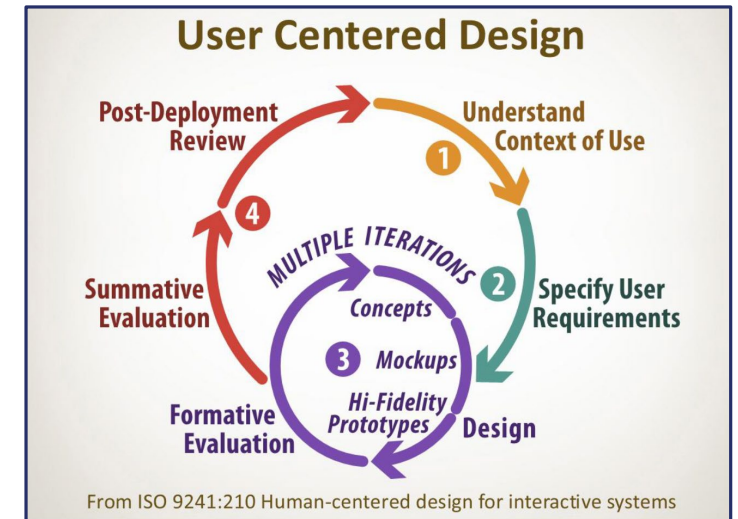 User Centered Design
Post-Deployment
Review
Understand
Context of Use
1
4
MULTIPLE ITERATIONS
2
Specify User
Requirements
Summative
Evaluation
Concepts
3
Mockups
Hi-Fidelity
Prototypes
Design
Formative
Evaluation
From ISO 9241:210 Human-centered design for interactive systems